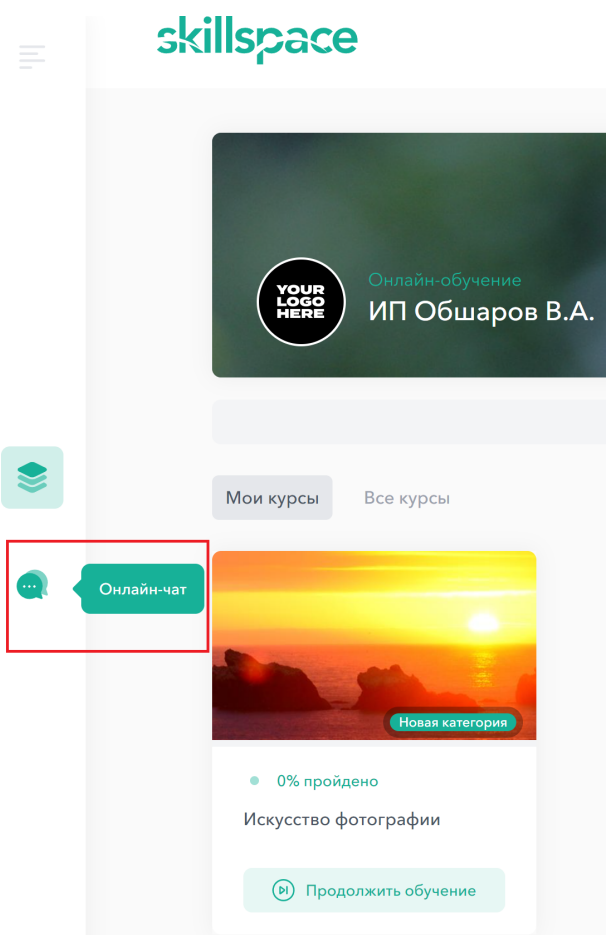 skillspace
YOUR
LOGO
HERE
Онлайн-обучение
ИП Обшаров В.А.
Мои курсы
Все курсы
Онлайн-чат
Новая категория
0% пройдено
Искусство фотографии
Продолжить обучение